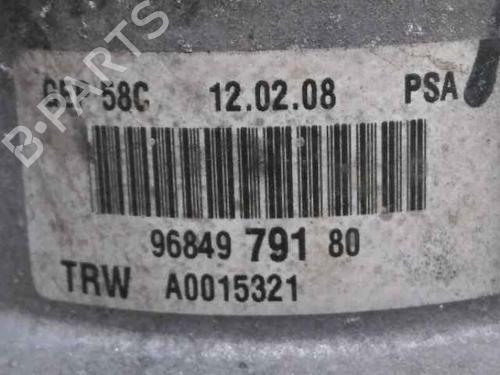 58C 12.02.08 PSA
96849 791 80
TRW A0015321
B-PARTS